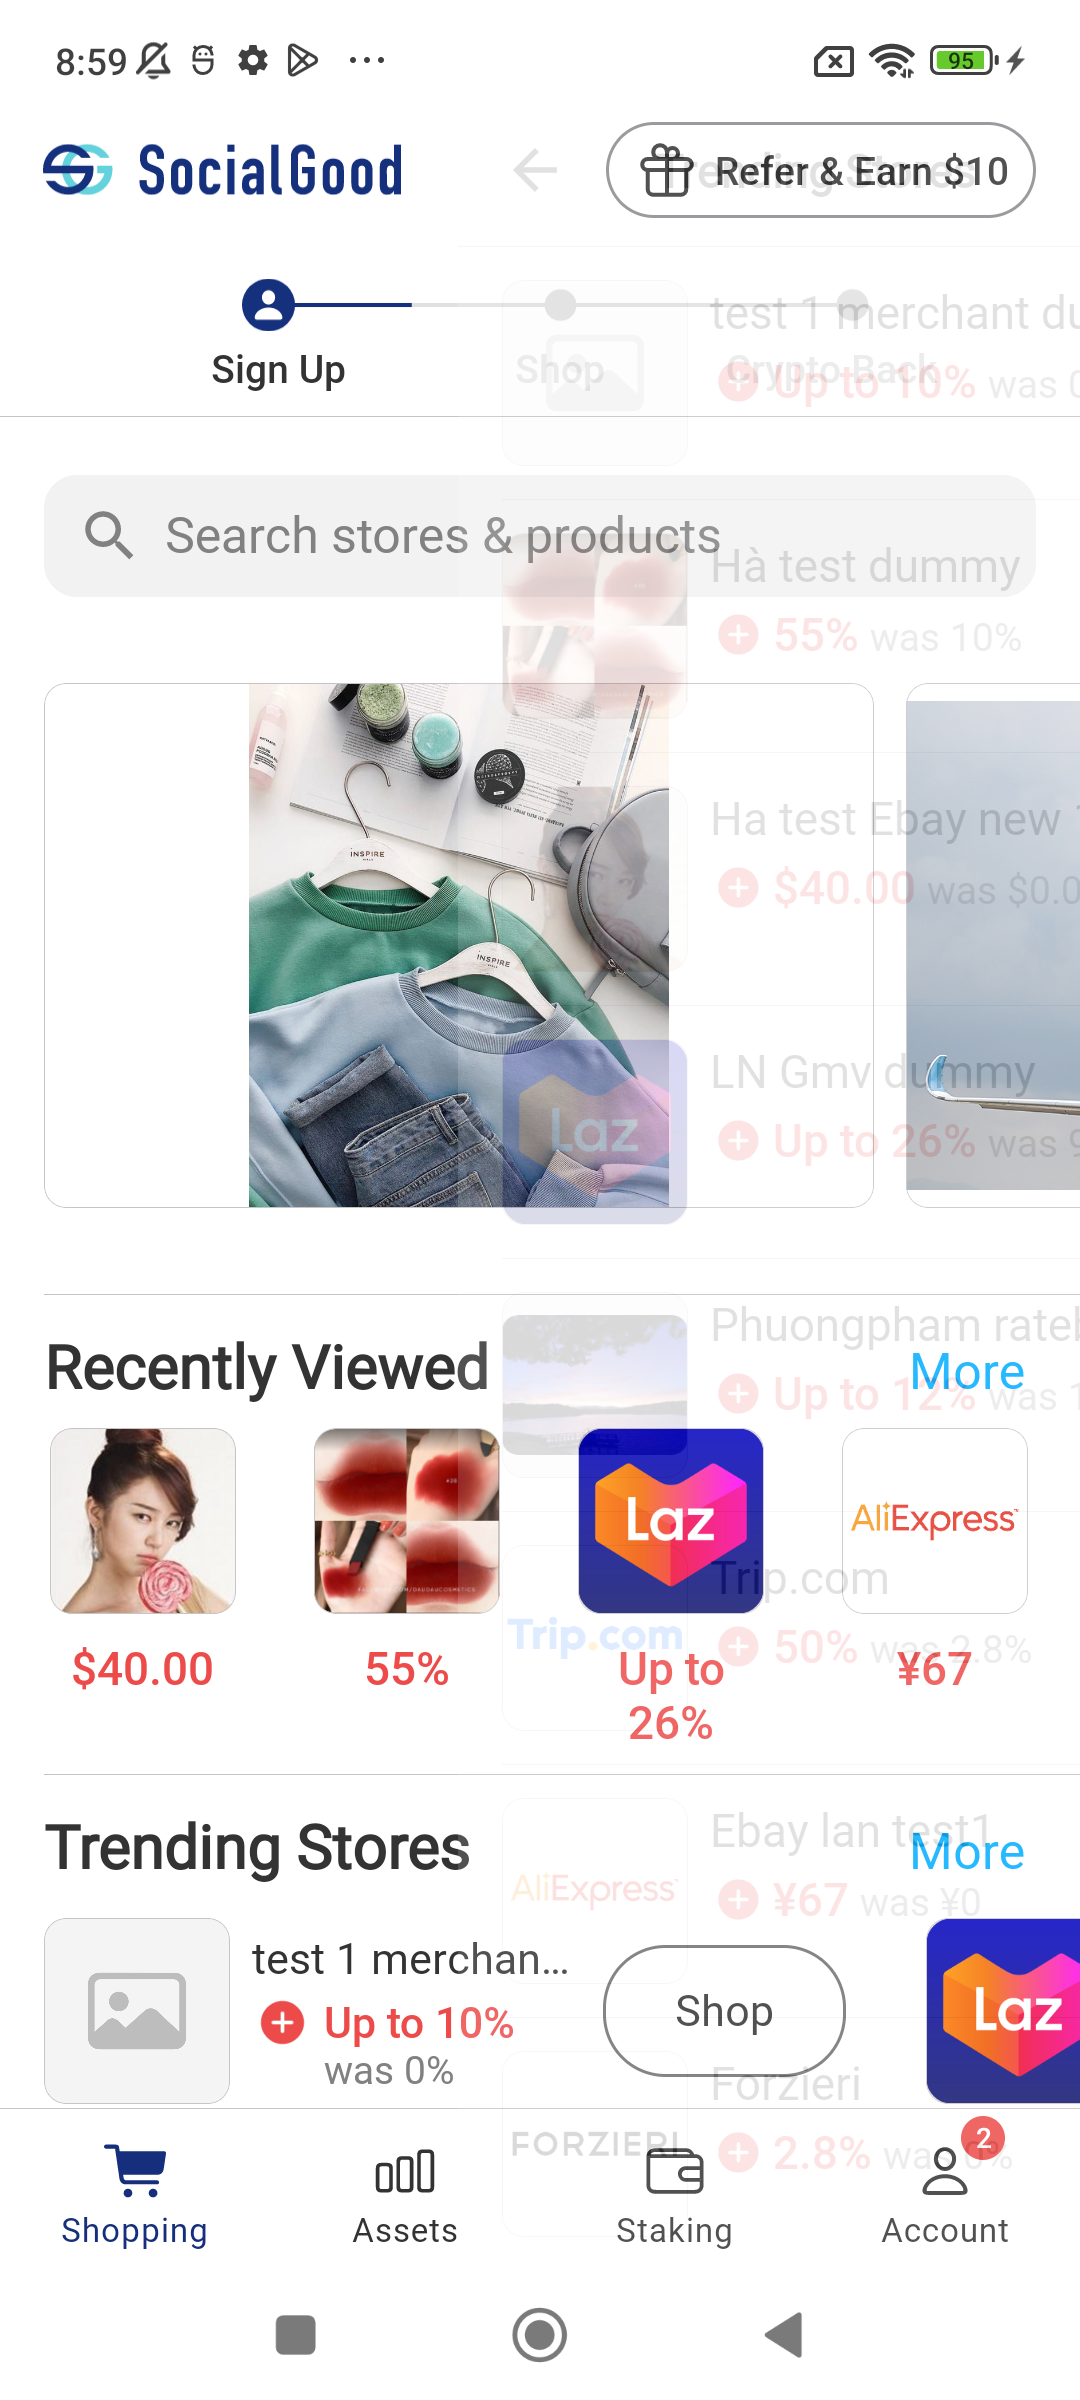 8:59
95
SocialGood
Refer & Earn $10
Trending Stores
Sign Up
Shop
Crypto Back
test 1 merchant du
Up to 10% was 0
Search stores & products
Hà test dummy
55% was 10%
INSPIRE
INSPIRE
Ha test Ebay new
$40.00 was $0.0
LN Gmv dummy
Laz
Up to 26% was 9
Phuongpham rate
Recently Viewed
More
Up to 12% was 1
Laz
AliExpress
Trip.com
Trip.com
50% was 2.8%
$40.00
55%
Up to 26%
¥67
Trending Stores
More
Ebay lan test1
AliExpress
¥67 was ¥0
test 1 merchan...
Up to 10%
was 0%
Shop
Laz
Forzieri
FORZIERI
2.8% was 0%
2
Shopping
Assets
Staking
Account